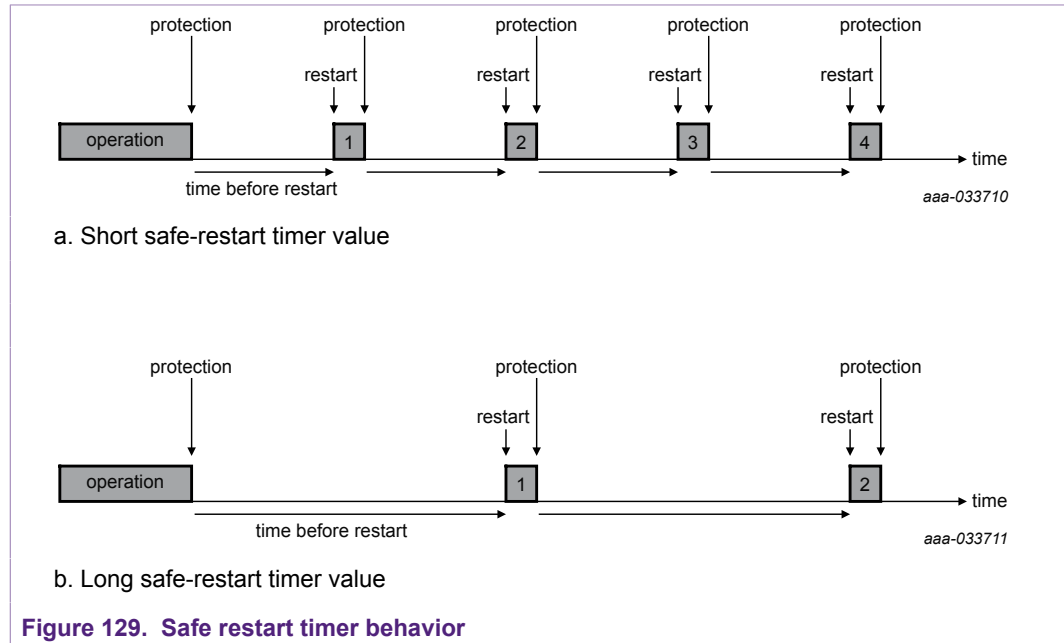 protection protection protection protection protection
restart restart restart restart
operation 1 2 3 4
time
time before restart
aaa-033710
a. Short safe-restart timer value
protection protection protection
restart restart
operation 1 2
time
time before restart
aaa-033711
b. Long safe-restart timer value
Figure 129. Safe restart timer behavior